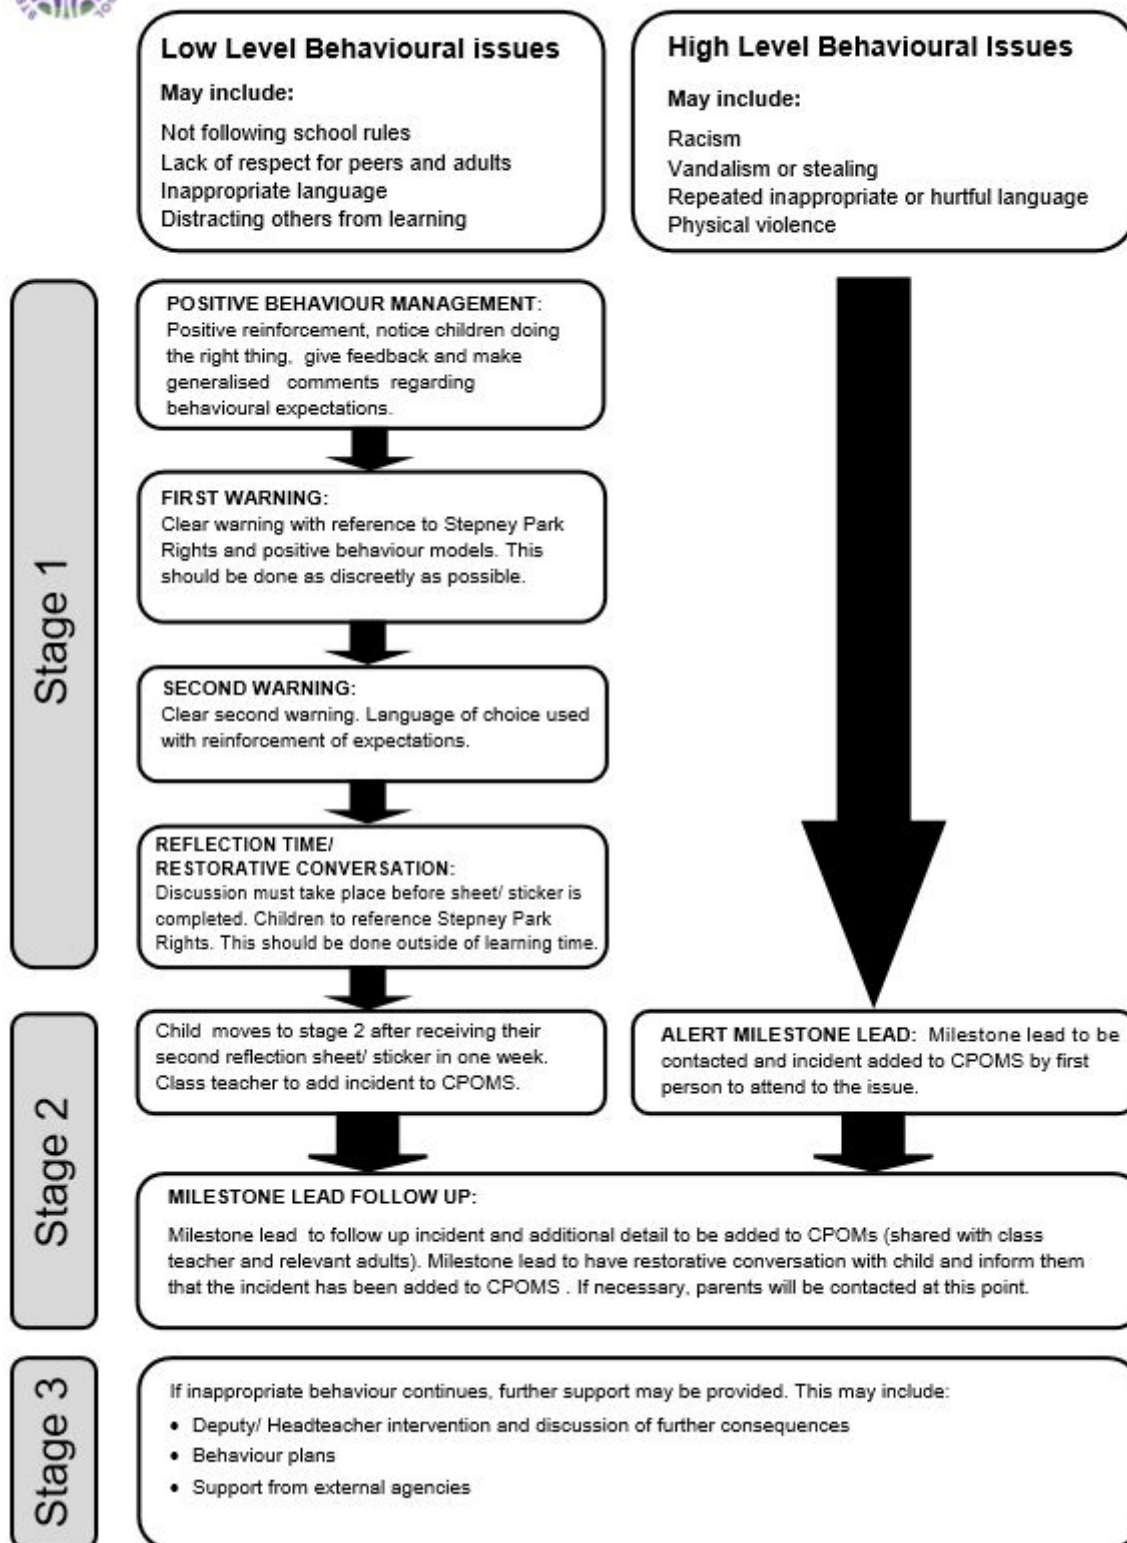 Low Level Behavioural issues
May include:
Not following school rules
Lack of respect for peers and adults
Inappropriate language
Distracting others from learning
High Level Behavioural Issues
May include:
Racism
Vandalism or stealing
Repeated inappropriate or hurtful language
Physical violence
Stage 1
POSITIVE BEHAVIOUR MANAGEMENT:
Positive reinforcement, notice children doing
the right thing, give feedback and make
generalised comments regarding
behavioural expectations.
FIRST WARNING:
Clear warning with reference to Stepney Park
Rights and positive behaviour models. This
should be done as discreetly as possible.
SECOND WARNING:
Clear second warning. Language of choice used
with reinforcement of expectations.
REFLECTION TIME/
RESTORATIVE CONVERSATION:
Discussion must take place before sheet/ sticker is
completed. Children to reference Stepney Park
Rights. This should be done outside of learning time.
Stage 2
Child moves to stage 2 after receiving their
second reflection sheet/ sticker in one week.
Class teacher to add incident to CPOMS.
ALERT MILESTONE LEAD: Milestone lead to be
contacted and incident added to CPOMS by first
person to attend to the issue.
MILESTONE LEAD FOLLOW UP:
Milestone lead to follow up incident and additional detail to be added to CPOMs (shared with class
teacher and relevant adults). Milestone lead to have restorative conversation with child and inform them
that the incident has been added to CPOMS . If necessary, parents will be contacted at this point.
Stage 3
If inappropriate behaviour continues, further support may be provided. This may include:
• Deputy/ Headteacher intervention and discussion of further consequences
• Behaviour plans
• Support from external agencies